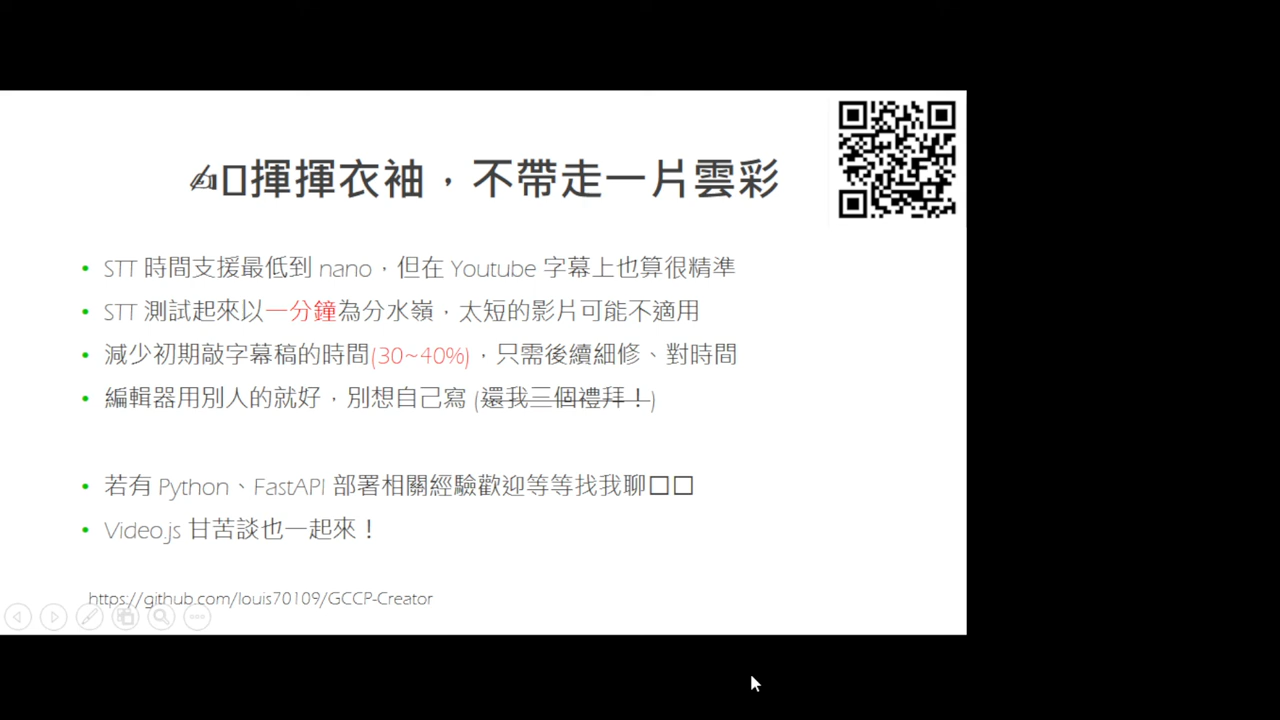 ✍️揮揮衣袖，不帶走一片雲彩
• STT 時間支援最低到 nano，但在 Youtube 字幕上也算很精準
• STT 測試起來以一分鐘為分水嶺，太短的影片可能不適用
• 減少初期敲字幕稿的時間(30~40%)，只需後續細修、對時間
• 編輯器用別人的就好，別想自己寫 (還我三個禮拜！)
• 若有 Python、FastAPI 部署相關經驗歡迎等等找我聊□□
• Video.js 甘苦談也一起來！
https://github.com/louis70109/GCCP-Creator